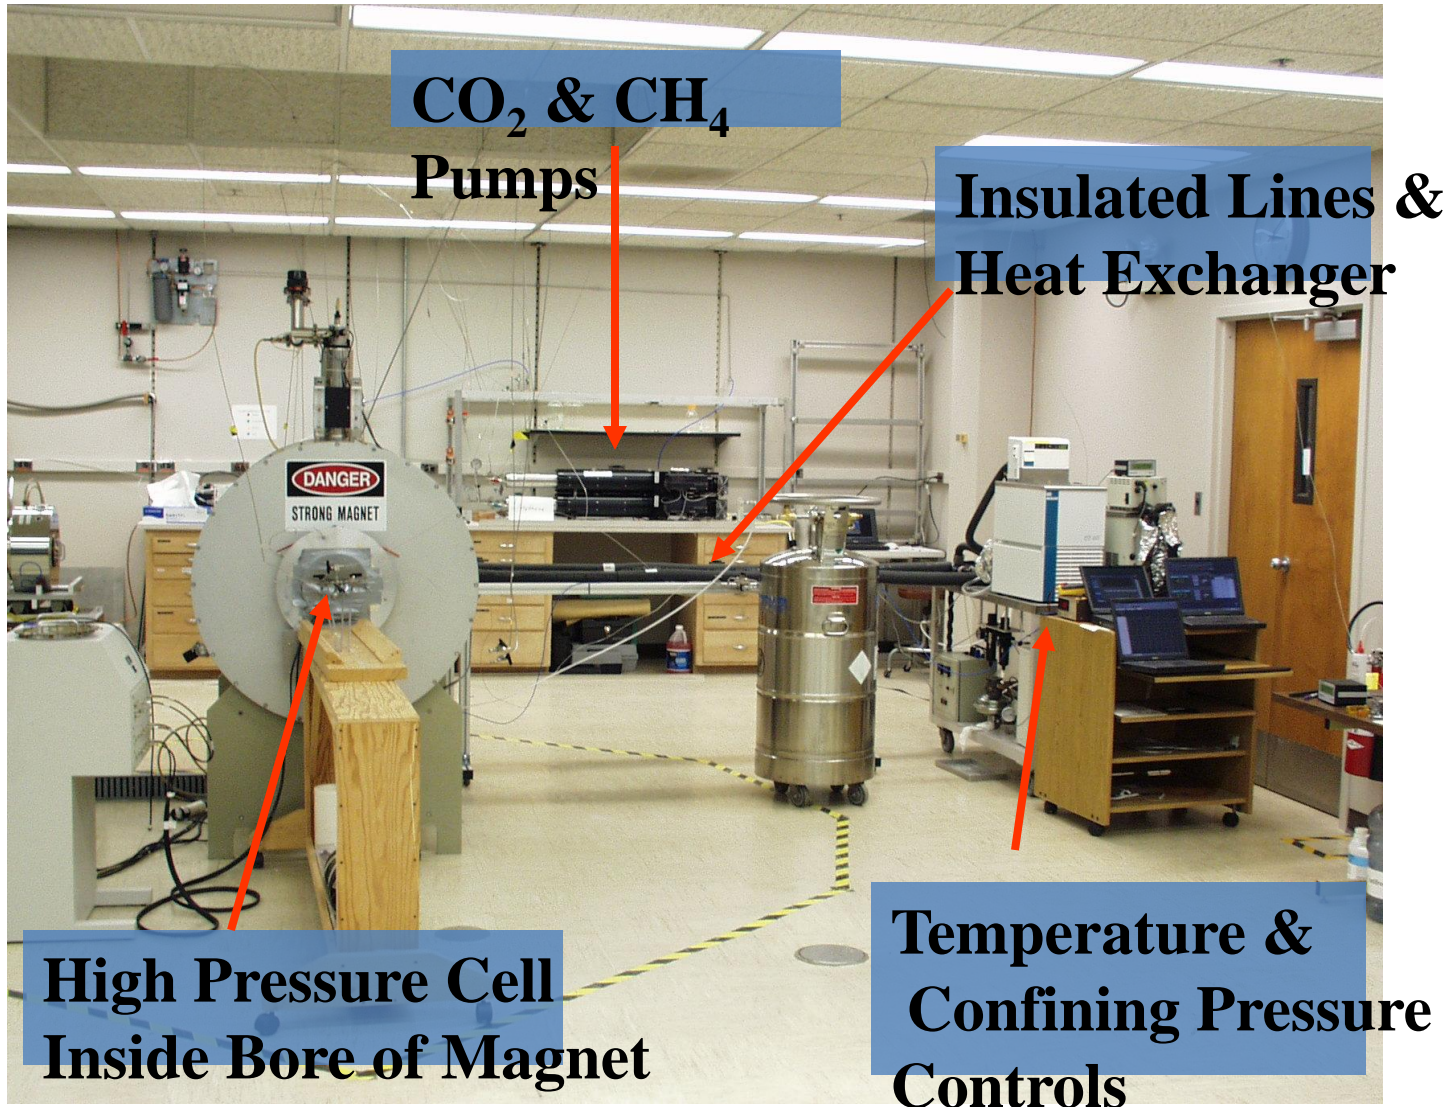 CO₂ & CH₄
Pumps
Insulated Lines &
Heat Exchanger
DANGER
STRONG MAGNET
High Pressure Cell
Inside Bore of Magnet
Temperature &
Confining Pressure
Controls